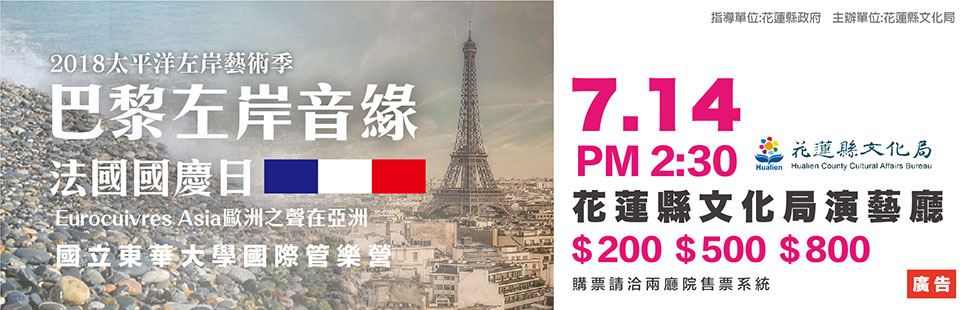 2018太平洋左岸藝術季
巴黎左岸音緣
法國國慶日
Eurocuivres Asia歐洲之聲在亞洲
國立東華大學國際管樂營
指導單位:花蓮縣政府 主辦單位:花蓮縣文化局
7.14
PM 2:30
Hualien
花蓮縣文化局
Hualien County Cultural Affairs Bureau
花蓮縣文化局演藝廳
$200 $500 $800
購票請洽兩廳院售票系統
廣告